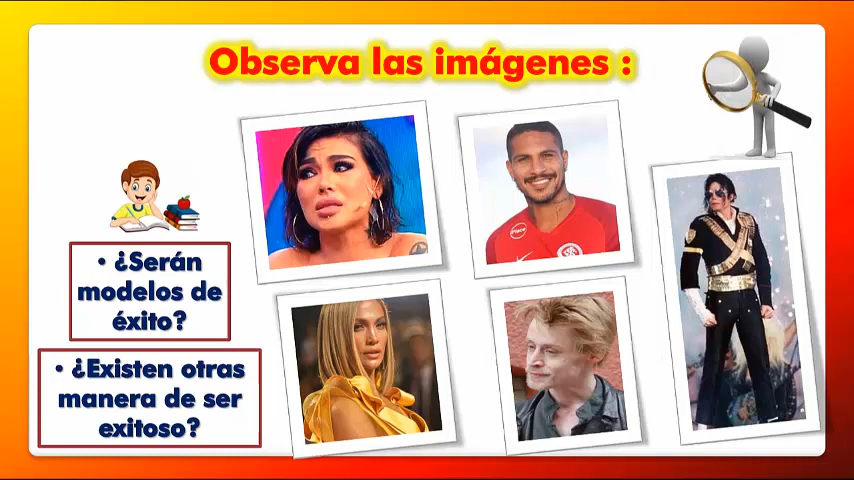 Observa las imágenes :
• ¿Serán
modelos de
éxito?
• ¿Existen otras
manera de ser
exitoso?